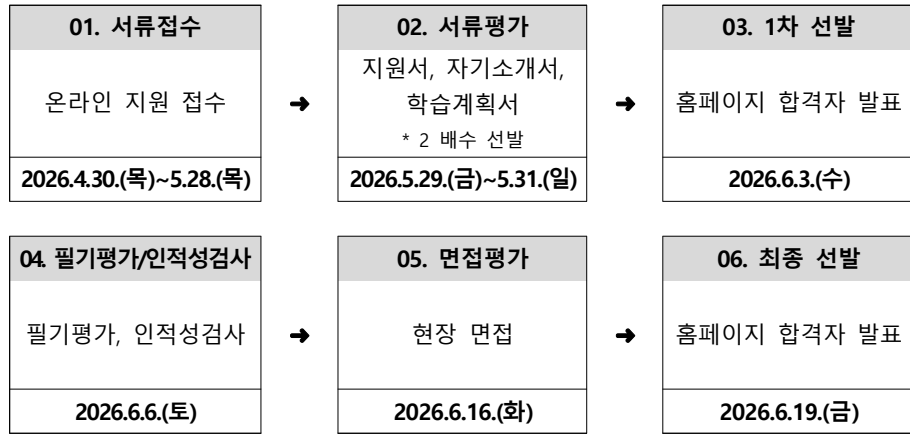 01. 서류접수
온라인 지원 접수
2026.4.30.(목)~5.28.(목)
➜
02. 서류평가
지원서, 자기소개서,
학습계획서
* 2 배수 선발
2026.5.29.(금)~5.31.(일)
➜
03. 1차 선발
홈페이지 합격자 발표
2026.6.3.(수)
04. 필기평가/인적성검사
필기평가, 인적성검사
2026.6.6.(토)
➜
05. 면접평가
현장 면접
2026.6.16.(화)
➜
06. 최종 선발
홈페이지 합격자 발표
2026.6.19.(금)